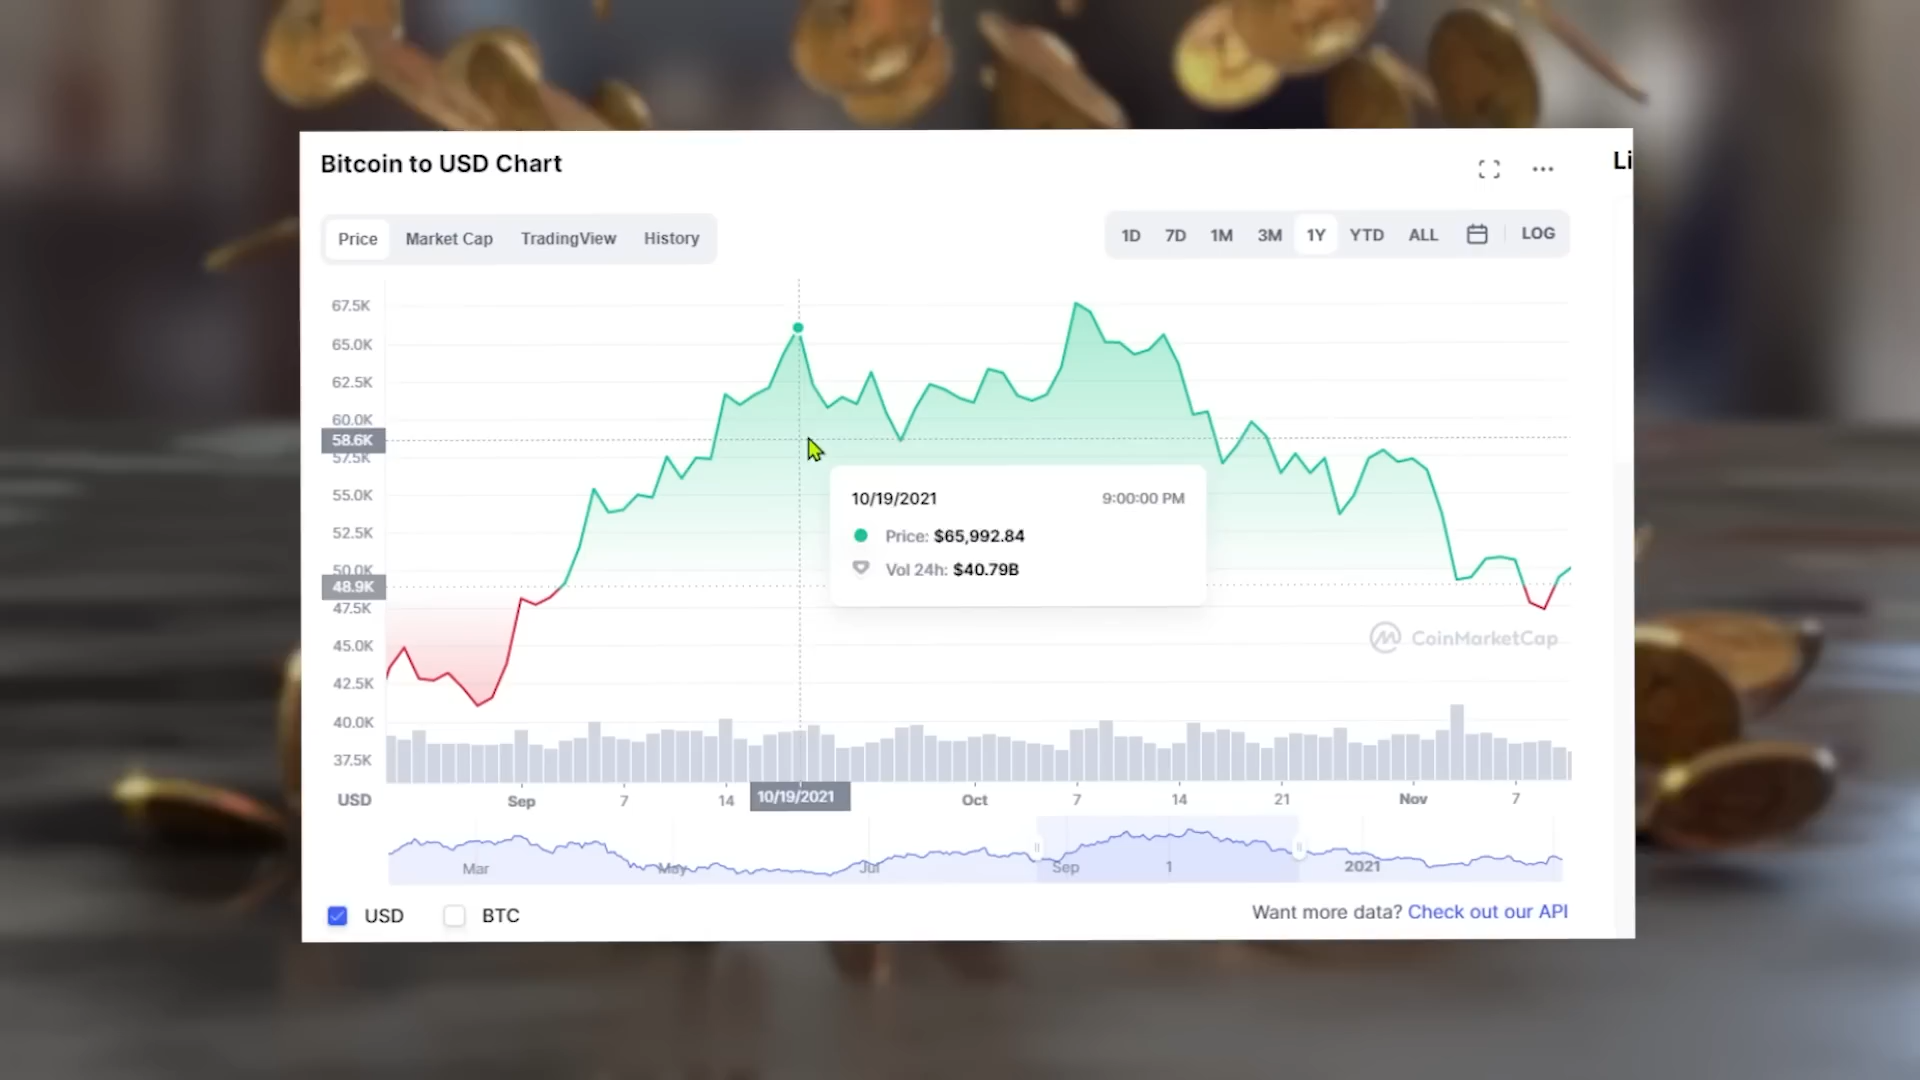 Bitcoin to USD Chart
Li
Price Market Cap TradingView History
1D 7D 1M 3M 1Y YTD ALL LOG
67.5K
65.0K
62.5K
60.0K
58.6K
57.5K
55.0K
52.5K
50.0K
48.9K
47.5K
45.0K
42.5K
40.0K
37.5K
10/19/2021 9:00:00 PM
Price: $65,992.84
Vol 24h: $40.79B
CoinMarketCap
USD Sep 7 14 10/19/2021 Oct 7 14 21 Nov 7
Mar May Jul Sep 1 2021
USD BTC
Want more data? Check out our API